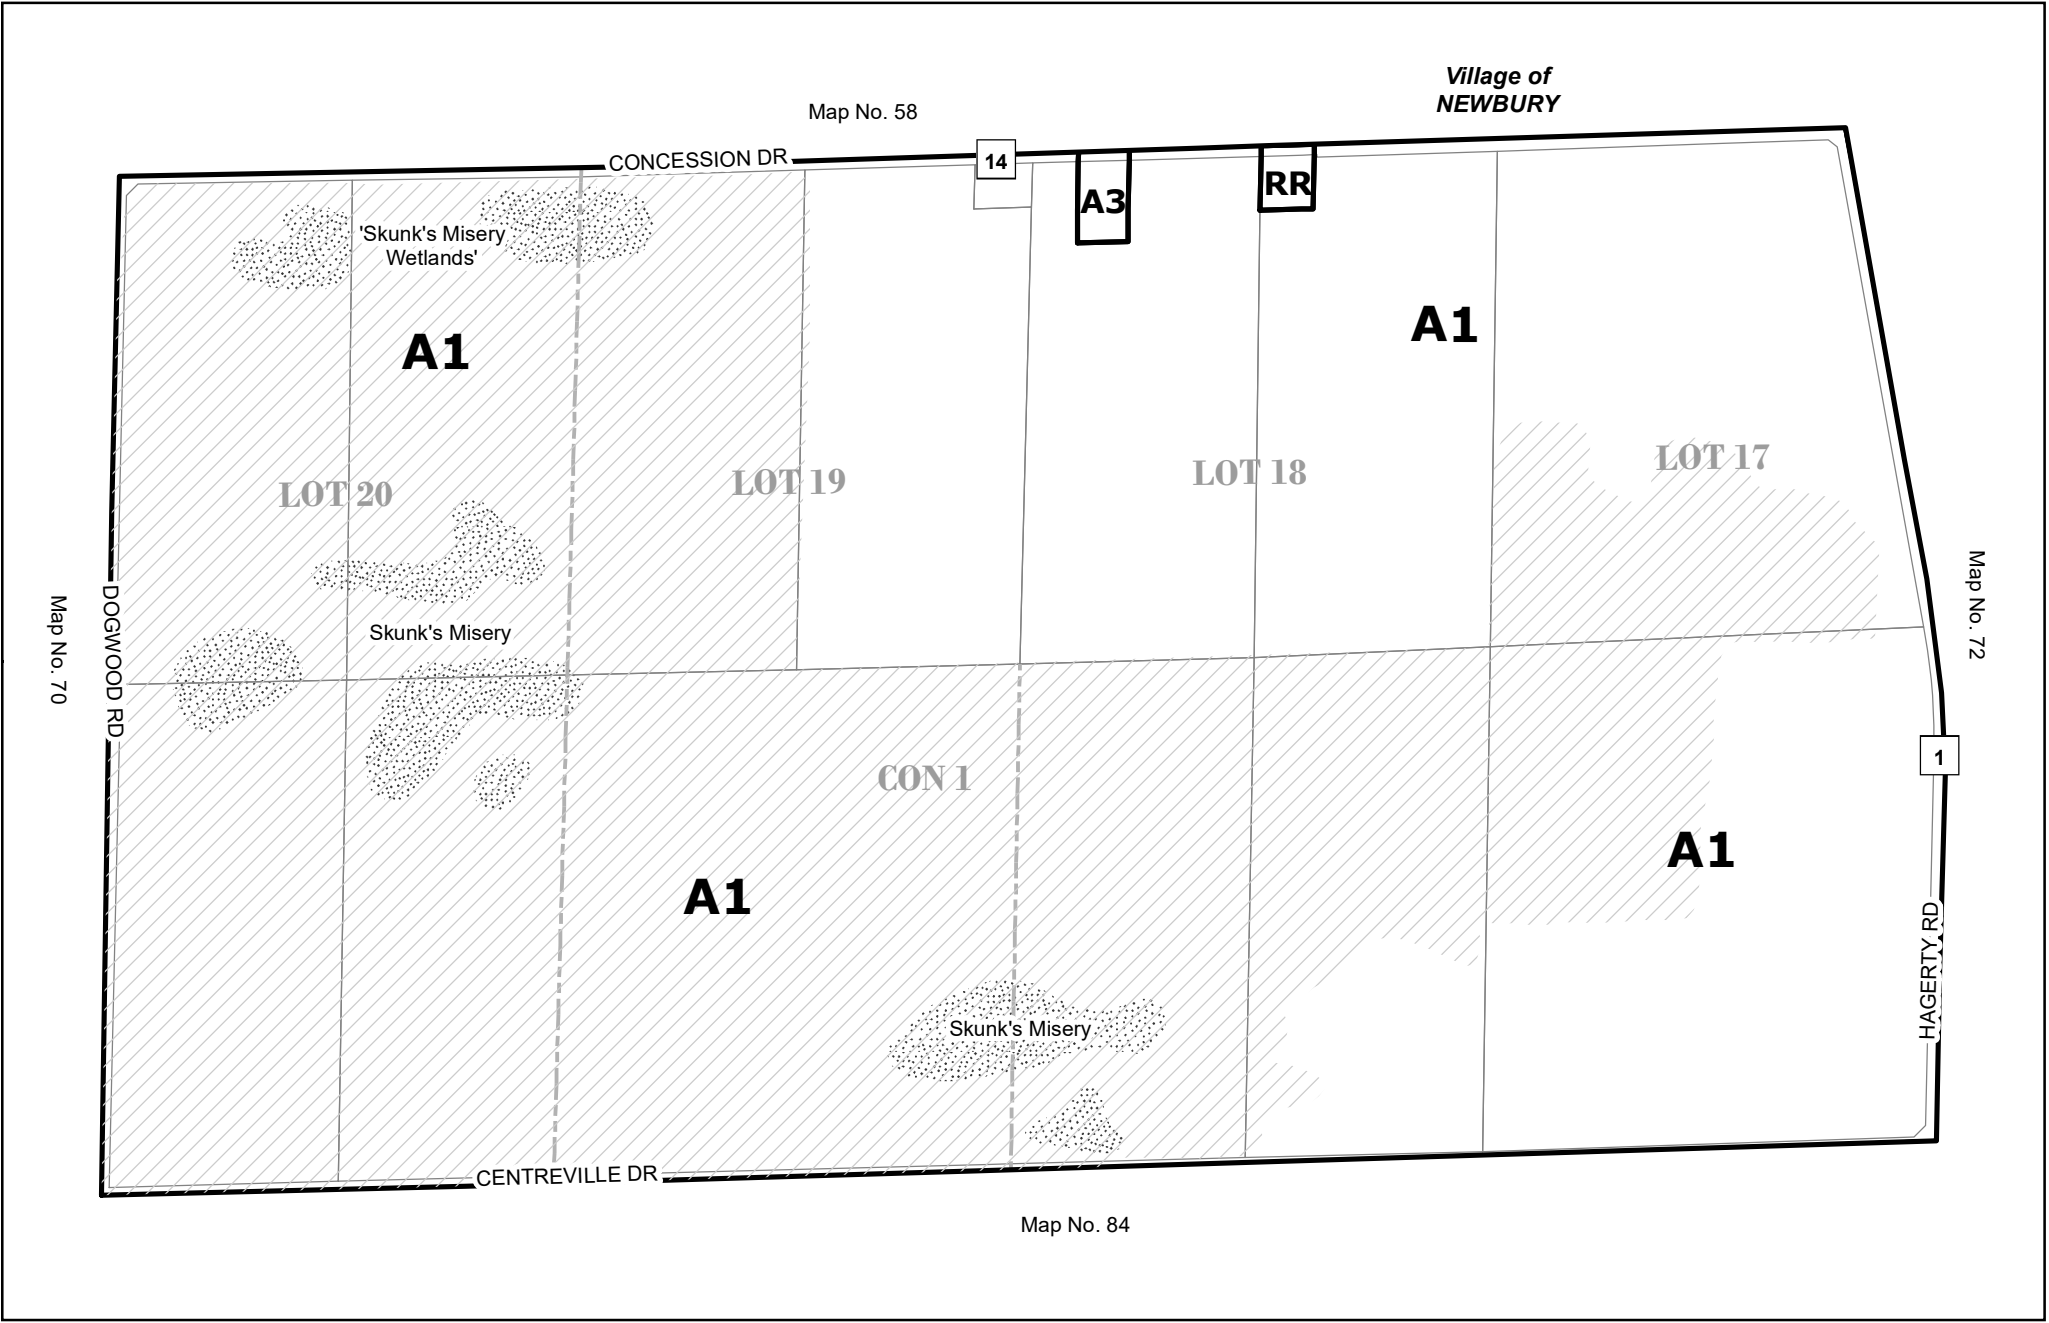 Village of
NEWBURY
Map No. 58
CONCESSION DR
14
A3
RR
'Skunk's Misery
Wetlands'
A1
A1
LOT 20
LOT 19
LOT 18
LOT 17
Map No. 70
DOGWOOD RD
Skunk's Misery
Map No. 72
1
CON 1
A1
A1
HAGERTY RD
Skunk's Misery
CENTREVILLE DR
Map No. 84